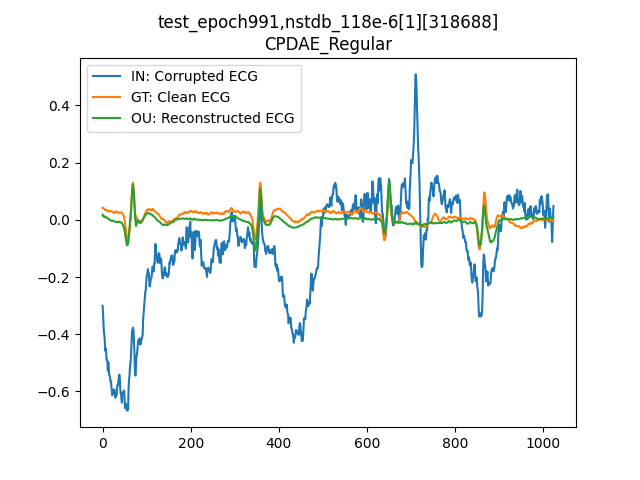 test_epoch991,nstdb_118e-6[1][318688]
CPDAE_Regular
IN: Corrupted ECG
GT: Clean ECG
OU: Reconstructed ECG
0.4
0.2
0.0
−0.2
−0.4
−0.6
0 200 400 600 800 1000